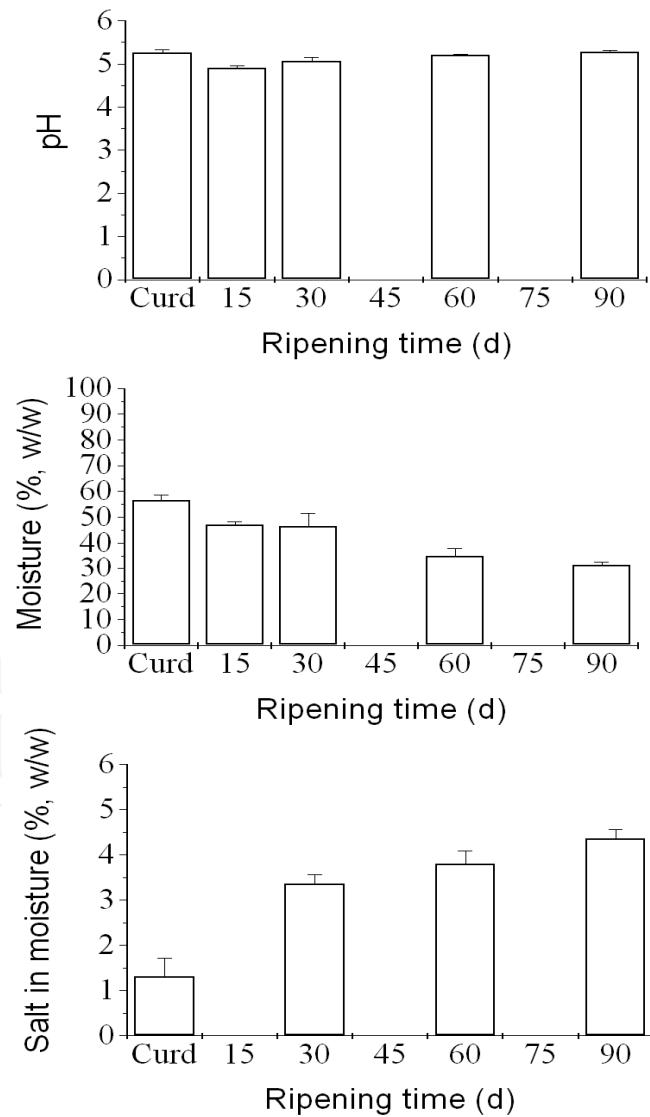 pH
6
5
4
3
2
1
0
Curd 15 30 45 60 75 90
Ripening time (d)
Moisture (%, w/w)
100
90
80
70
60
50
40
30
20
10
0
Curd 15 30 45 60 75 90
Ripening time (d)
Salt in moisture (%, w/w)
6
5
4
3
2
1
0
Curd 15 30 45 60 75 90
Ripening time (d)